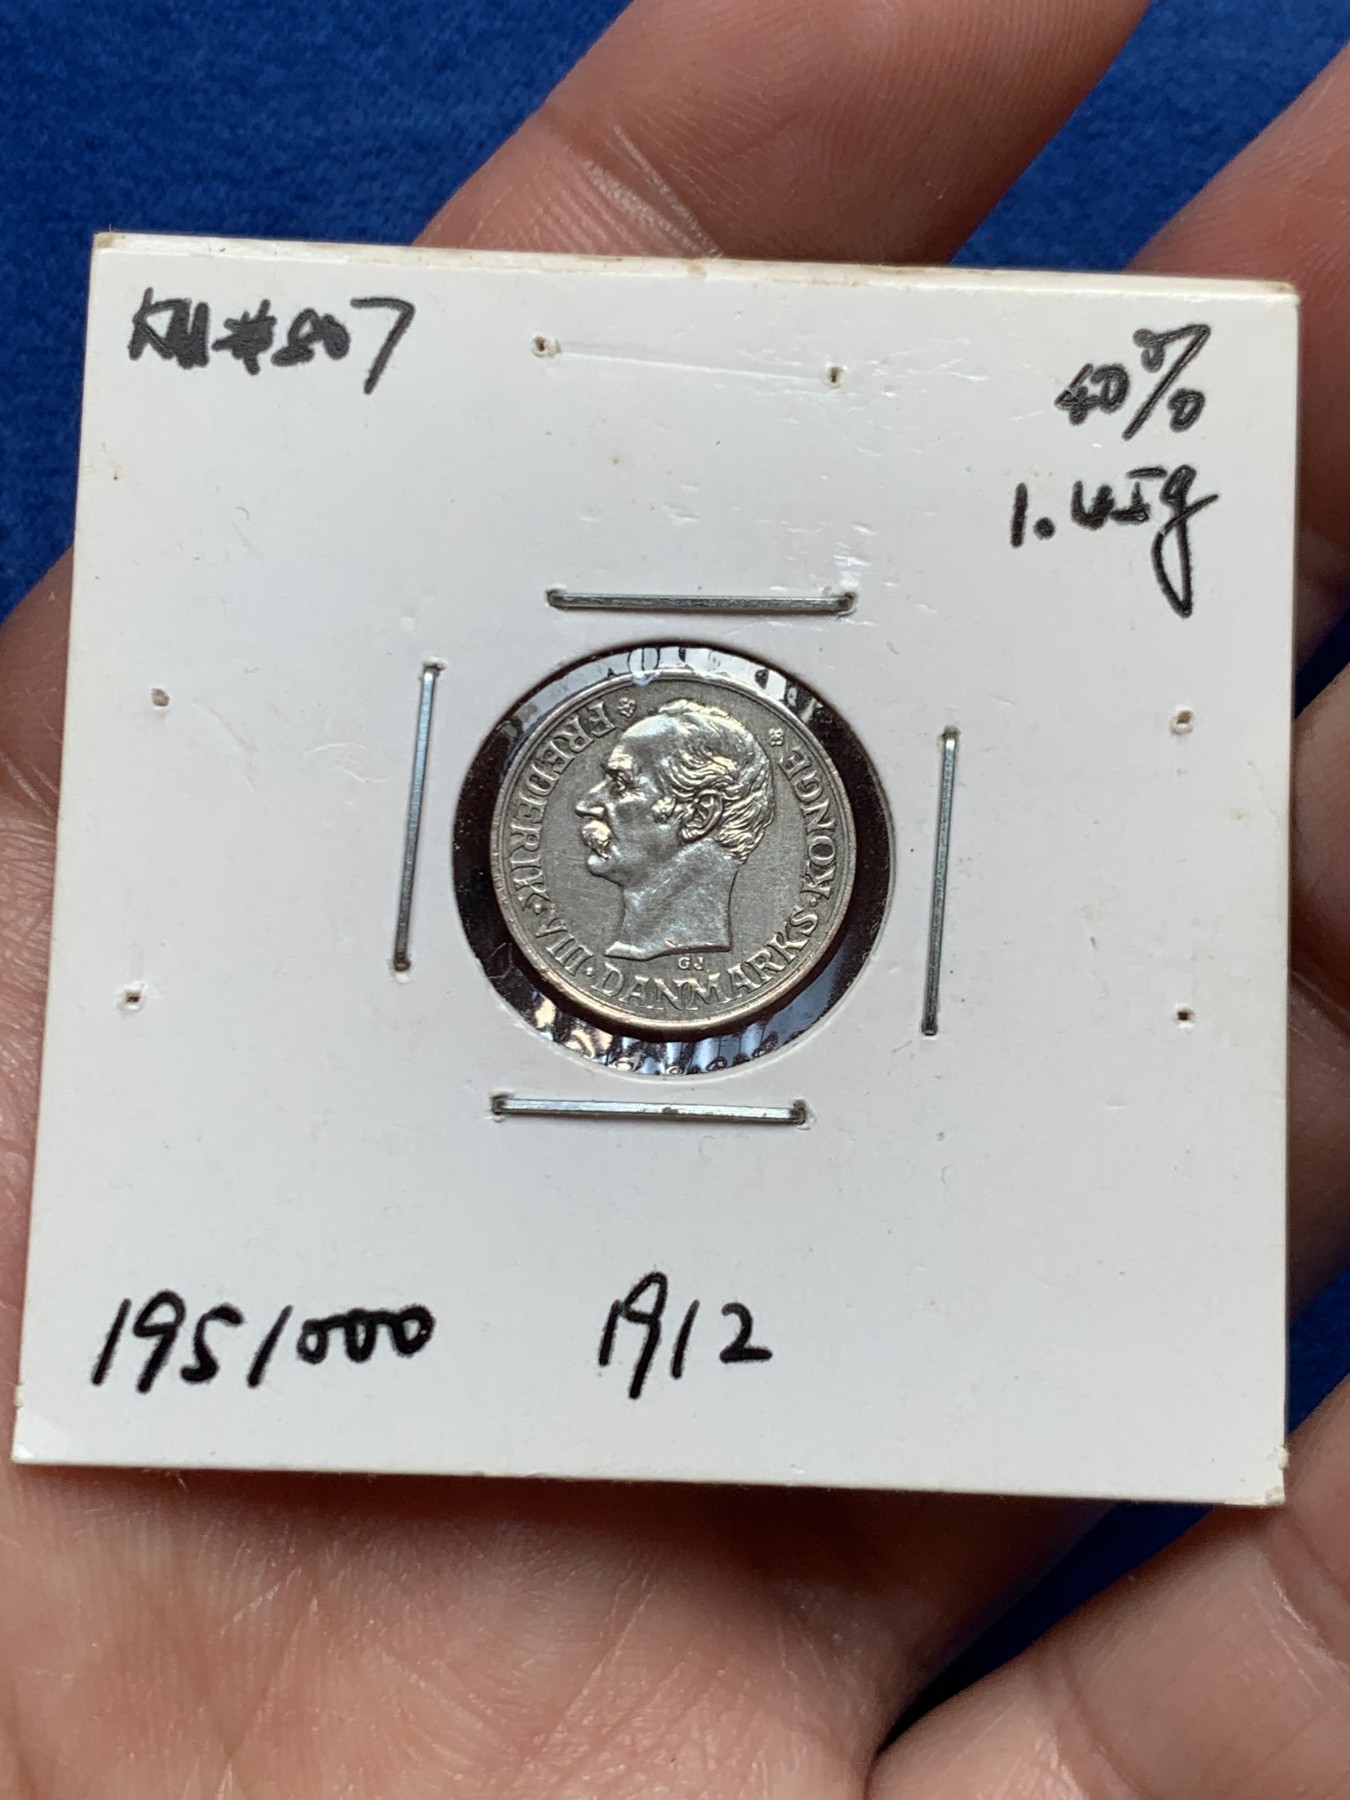 KM#807
40%
1.45g
FREDERIK·VIII·DANMARKS·KONGE
GJ
195/000
1912